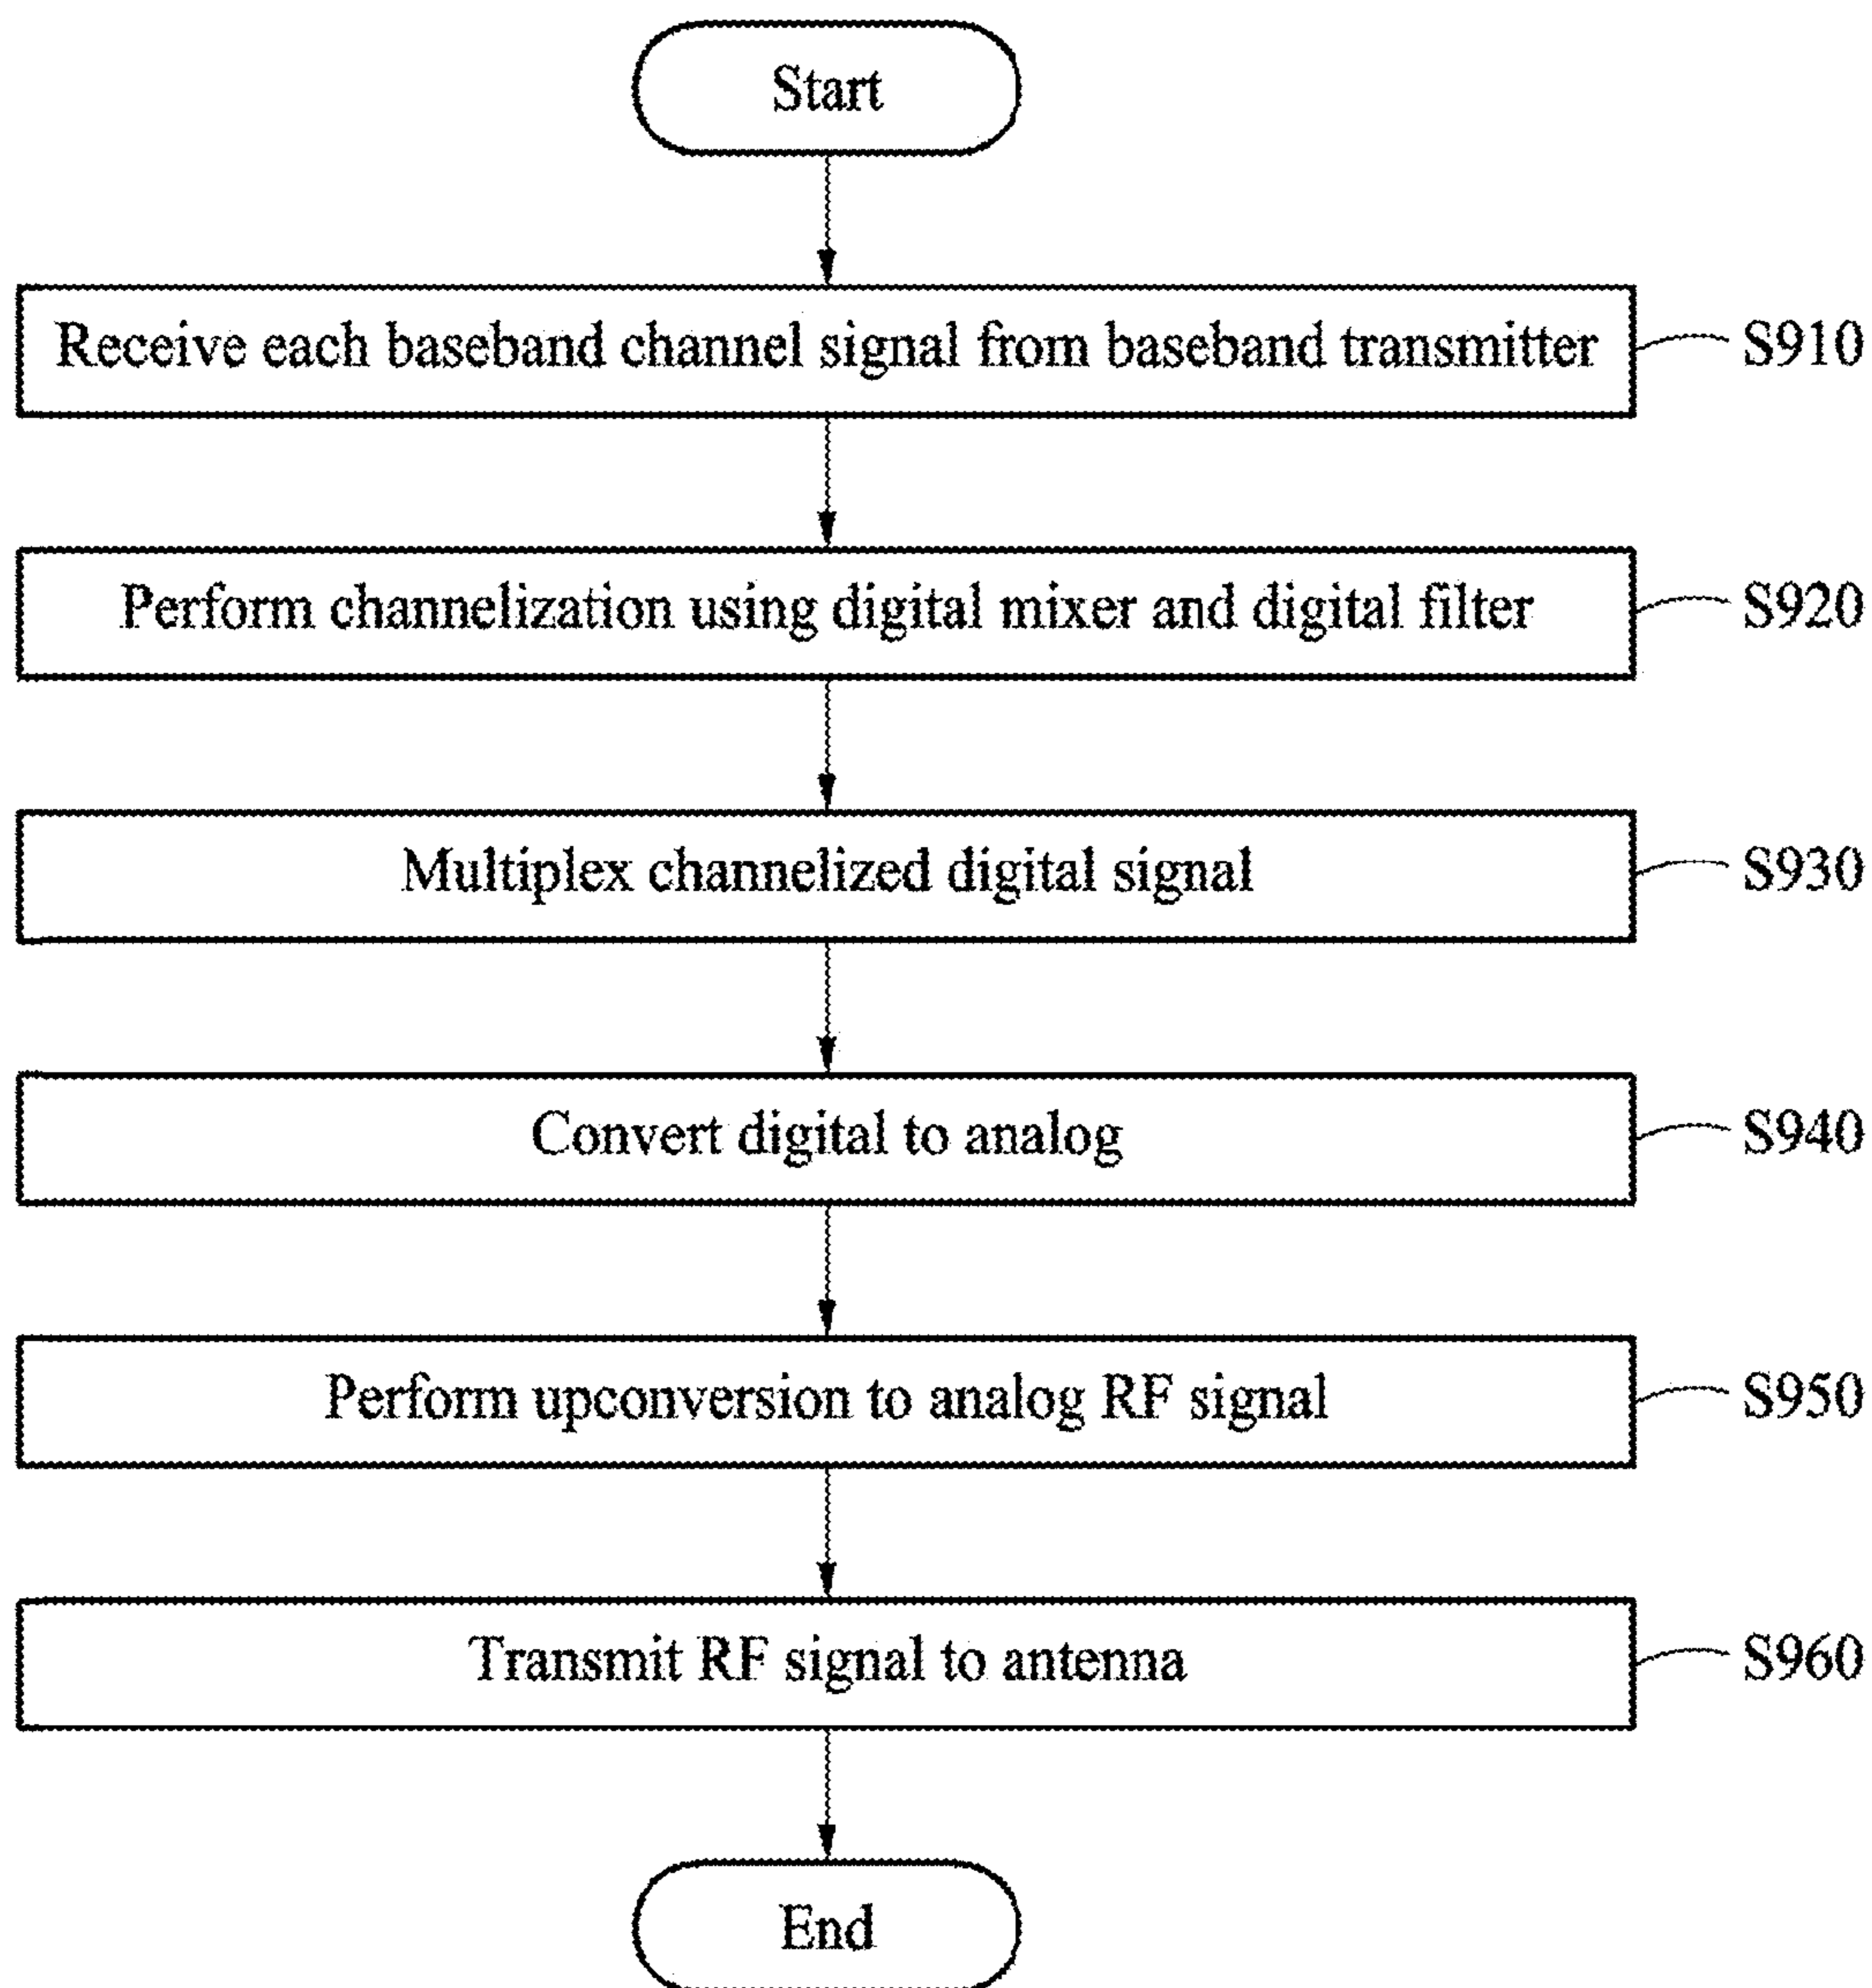 Start
Receive each baseband channel signal from baseband transmitter
S910
Perform channelization using digital mixer and digital filter
S920
Multiplex channelized digital signal
S930
Convert digital to analog
S940
Perform upconversion to analog RF signal
S950
Transmit RF signal to antenna
S960
End